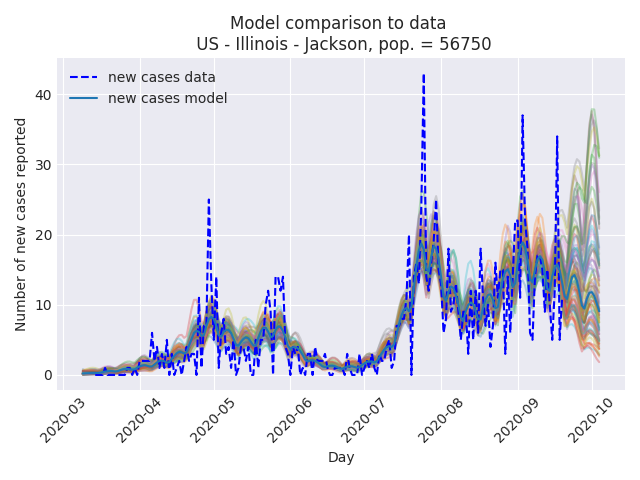 Model comparison to data
US - Illinois - Jackson, pop. = 56750
new cases data
new cases model
Number of new cases reported
40
30
20
10
0
2020-03
2020-04
2020-05
2020-06
2020-07
2020-08
2020-09
2020-10
Day